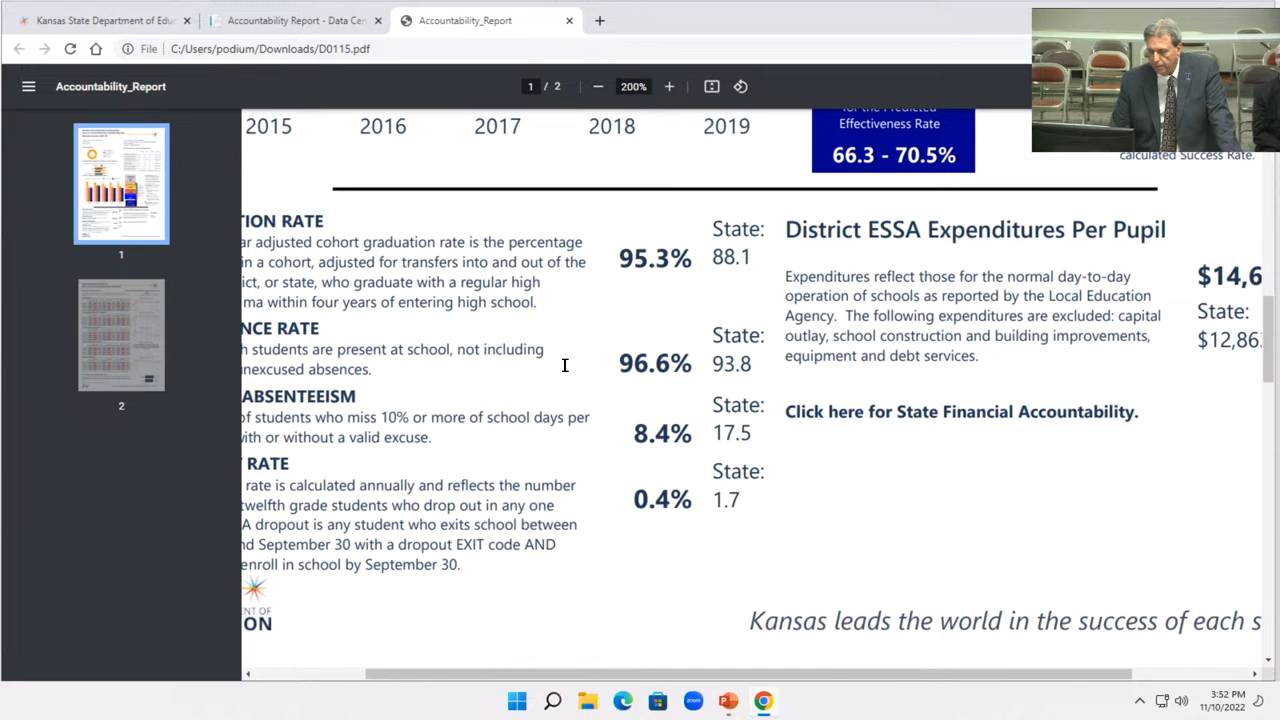 Kansas State Department of Educ
Accountability Report - Data Cen
Accountability_Report
File
C:/Users/podium/Downloads/D0115.pdf
Accountability_Report
1 / 2
200%
1
2
2015
2016
2017
2018
2019
for the Predicted
Effectiveness Rate
66.3 - 70.5%
calculated Success Rate.
TION RATE
ar adjusted cohort graduation rate is the percentage
in a cohort, adjusted for transfers into and out of the
ict, or state, who graduate with a regular high
ma within four years of entering high school.
95.3%
State:
88.1
NCE RATE
h students are present at school, not including
unexcused absences.
96.6%
State:
93.8
ABSENTEEISM
of students who miss 10% or more of school days per
with or without a valid excuse.
8.4%
State:
17.5
RATE
rate is calculated annually and reflects the number
twelfth grade students who drop out in any one
A dropout is any student who exits school between
nd September 30 with a dropout EXIT code AND
enroll in school by September 30.
0.4%
State:
1.7
District ESSA Expenditures Per Pupil
Expenditures reflect those for the normal day-to-day
operation of schools as reported by the Local Education
Agency. The following expenditures are excluded: capital
outlay, school construction and building improvements,
equipment and debt services.
$14,6
State:
$12,86
Click here for State Financial Accountability.
ENT OF
ON
Kansas leads the world in the success of each s
zoom
3:52 PM
11/10/2022